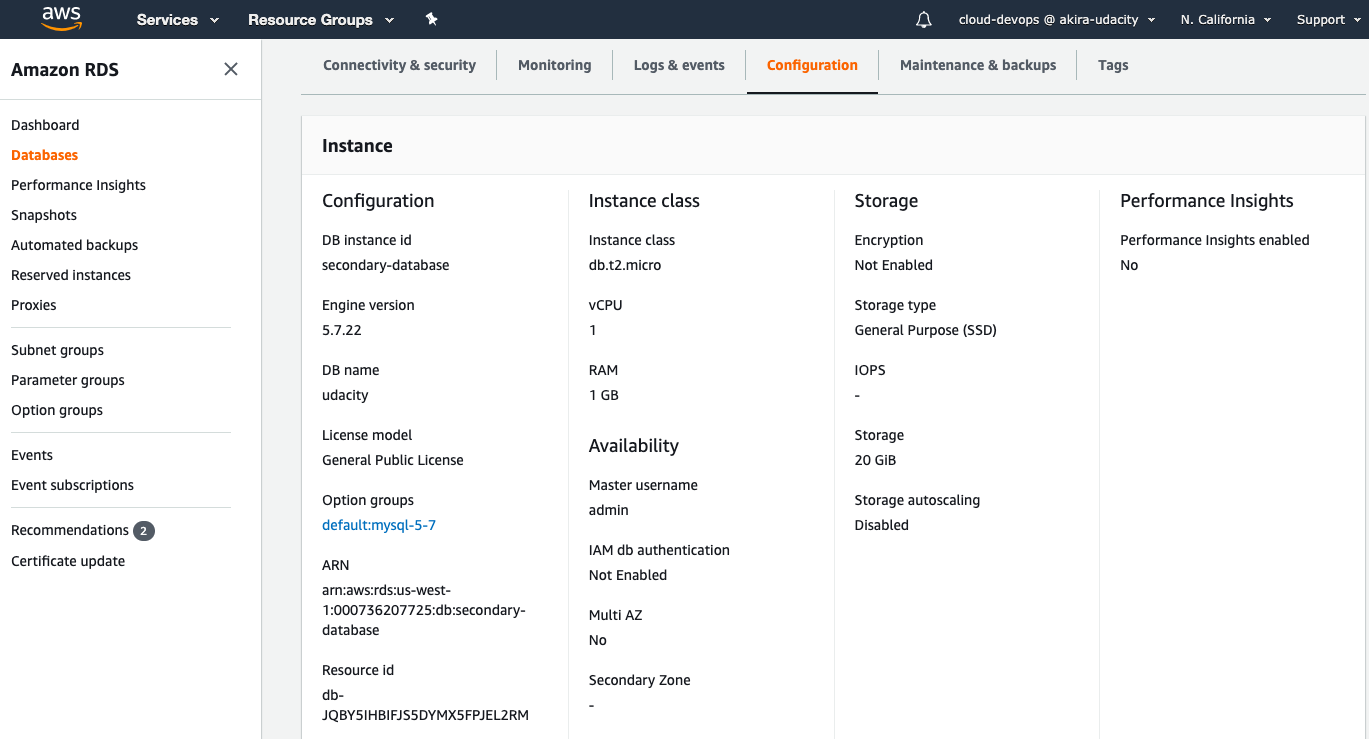 aws
Services
Resource Groups
cloud-devops @ akira-udacity
N. California
Support
Amazon RDS
Dashboard
Databases
Performance Insights
Snapshots
Automated backups
Reserved instances
Proxies
Subnet groups
Parameter groups
Option groups
Events
Event subscriptions
Recommendations 2
Certificate update
Connectivity & security
Monitoring
Logs & events
Configuration
Maintenance & backups
Tags
Instance
Configuration
DB instance id
secondary-database
Engine version
5.7.22
DB name
udacity
License model
General Public License
Option groups
default:mysql-5-7
ARN
arn:aws:rds:us-west-
1:000736207725:db:secondary-
database
Resource id
db-
JQBY5IHBIFJS5DYMX5FPJEL2RM
Instance class
Instance class
db.t2.micro
vCPU
1
RAM
1 GB
Availability
Master username
admin
IAM db authentication
Not Enabled
Multi AZ
No
Secondary Zone
-
Storage
Encryption
Not Enabled
Storage type
General Purpose (SSD)
IOPS
-
Storage
20 GiB
Storage autoscaling
Disabled
Performance Insights
Performance Insights enabled
No